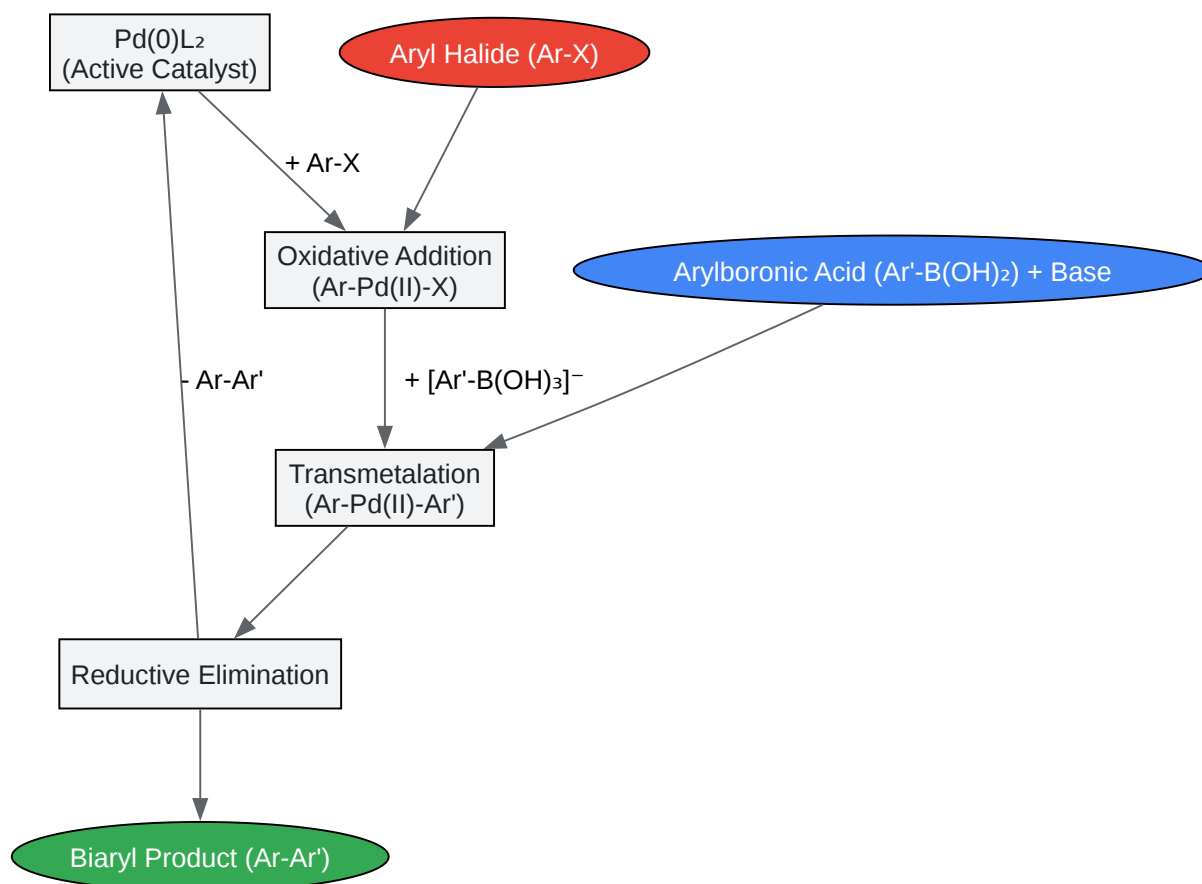 Pd(0)L₂
(Active Catalyst)
Aryl Halide (Ar-X)
+ Ar-X
Oxidative Addition
(Ar-Pd(II)-X)
Arylboronic Acid (Ar'-B(OH)₂) + Base
- Ar-Ar'
+ [Ar'-B(OH)₃]⁻
Transmetalation
(Ar-Pd(II)-Ar')
Reductive Elimination
Biaryl Product (Ar-Ar')